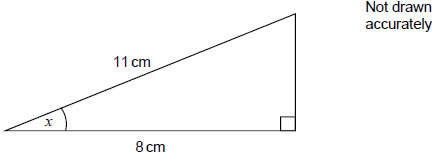 Not drawn
accurately
11 cm
x
8 cm